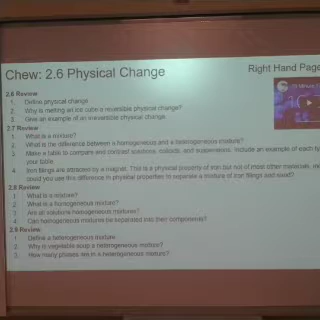 Chew: 2.6 Physical Change
Right Hand Page
2.6 Review
1. Define physical change
2. Why is melting an ice cube a reversible physical change?
3. Give an example of an irreversible physical change
2.7 Review
1. What is a mixture?
2. What is the difference between a homogeneous and a heterogeneous mixture?
3. Make a table to compare and contrast solutions, colloids, and suspensions. Include an example of each
your table.
4. Iron filings are attracted by a magnet. This is a physical property of iron but not of most other materials.
could you use this difference in physical properties to separate a mixture of iron filings and sand?
2.8 Review
1. What is a mixture?
2. What is a homogeneous mixture?
3. Are all solutions homogeneous mixtures?
4. Can homogeneous mixtures be separated into their components?
2.9 Review
1. Define a heterogeneous mixture
2. Why is vegetable soup a heterogeneous mixture?
3. How many phases are in a heterogeneous mixture?